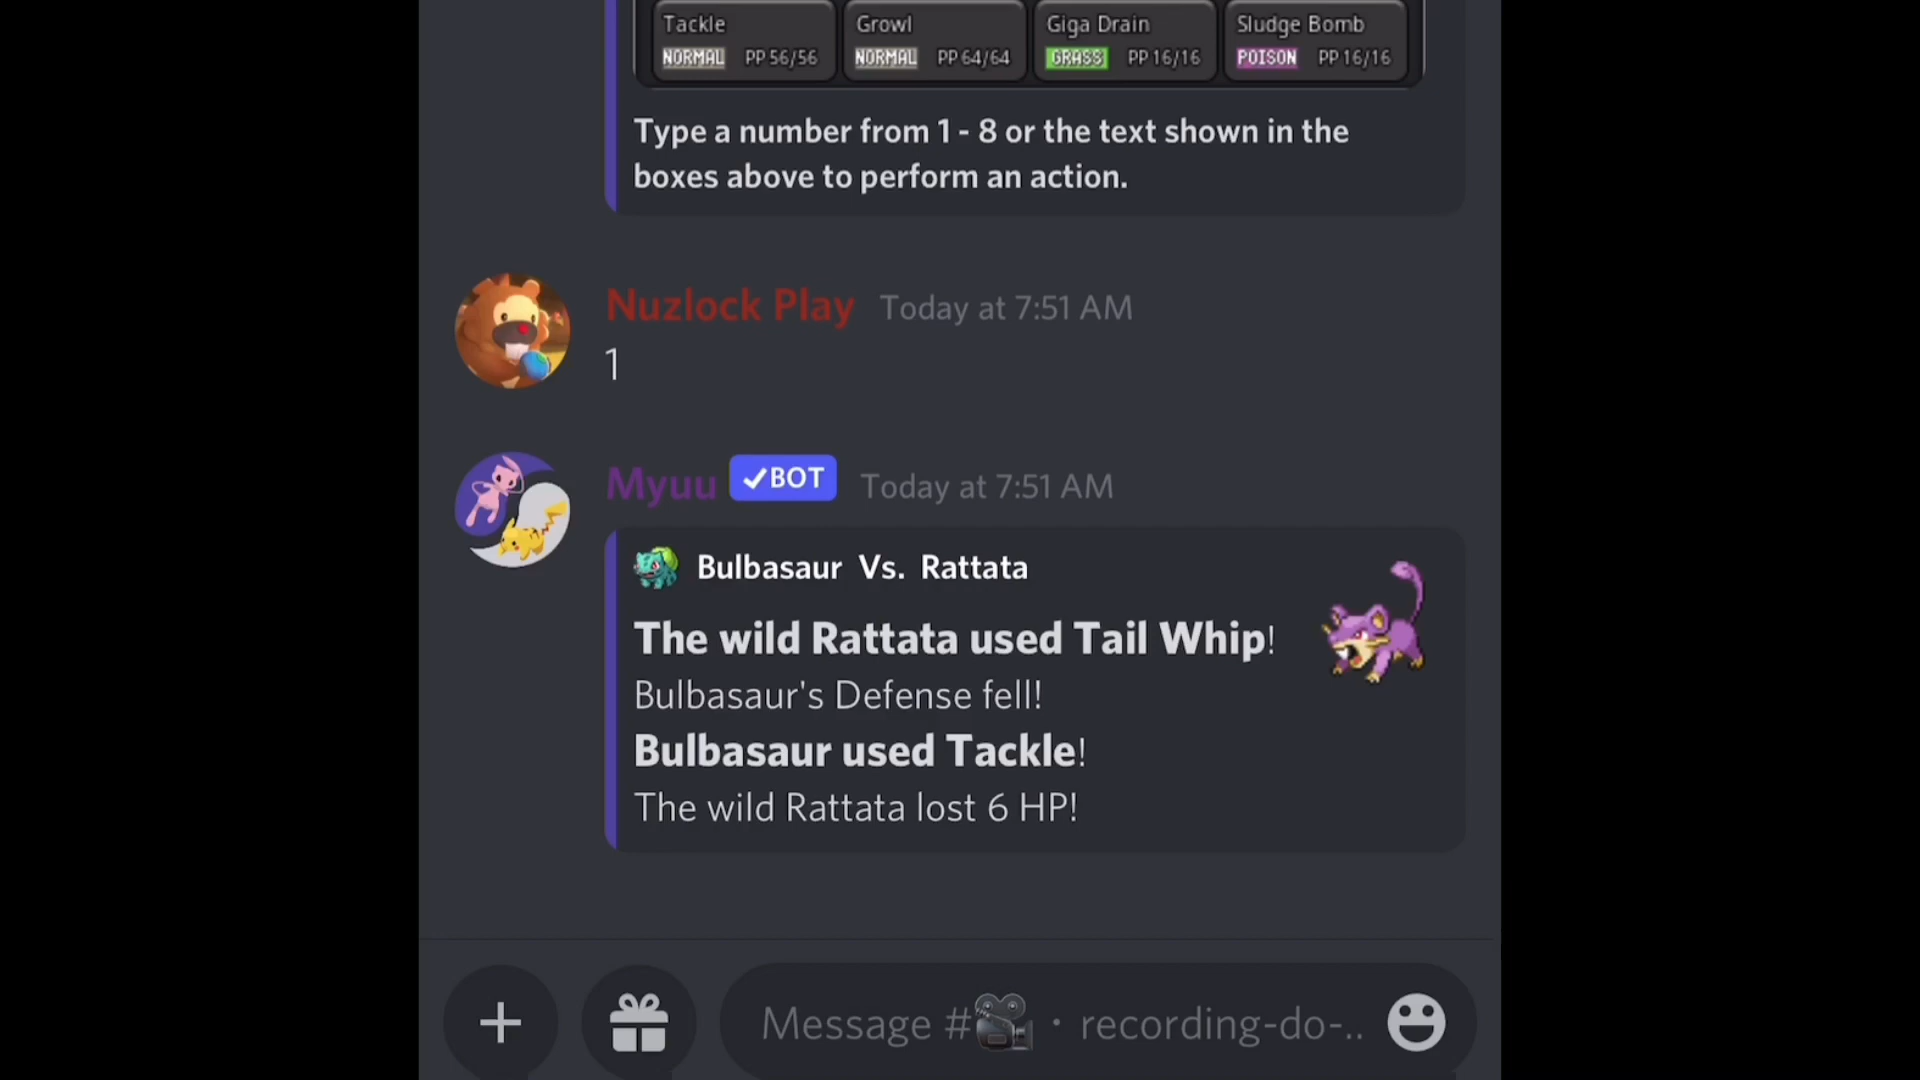 Tackle Growl Giga Drain Sludge Bomb
NORMAL PP 56/56 NORMAL PP 64/64 GRASS PP 16/16 POISON PP 16/16
Type a number from 1 - 8 or the text shown in the
boxes above to perform an action.
Nuzlock Play Today at 7:51 AM
1
Myuu ✓BOT Today at 7:51 AM
Bulbasaur Vs. Rattata
The wild Rattata used Tail Whip!
Bulbasaur's Defense fell!
Bulbasaur used Tackle!
The wild Rattata lost 6 HP!
Message #🎥 · recording-do-..